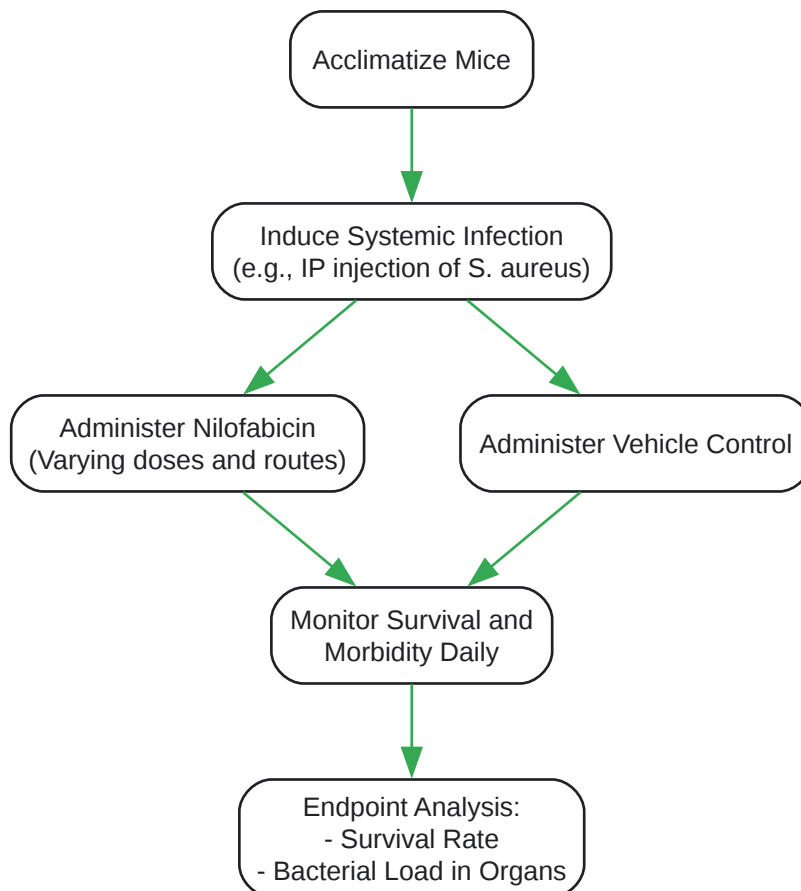 Acclimatize Mice
Induce Systemic Infection
(e.g., IP injection of S. aureus)
Administer Nilofabicin
(Varying doses and routes)
Administer Vehicle Control
Monitor Survival and
Morbidity Daily
Endpoint Analysis:
- Survival Rate
- Bacterial Load in Organs